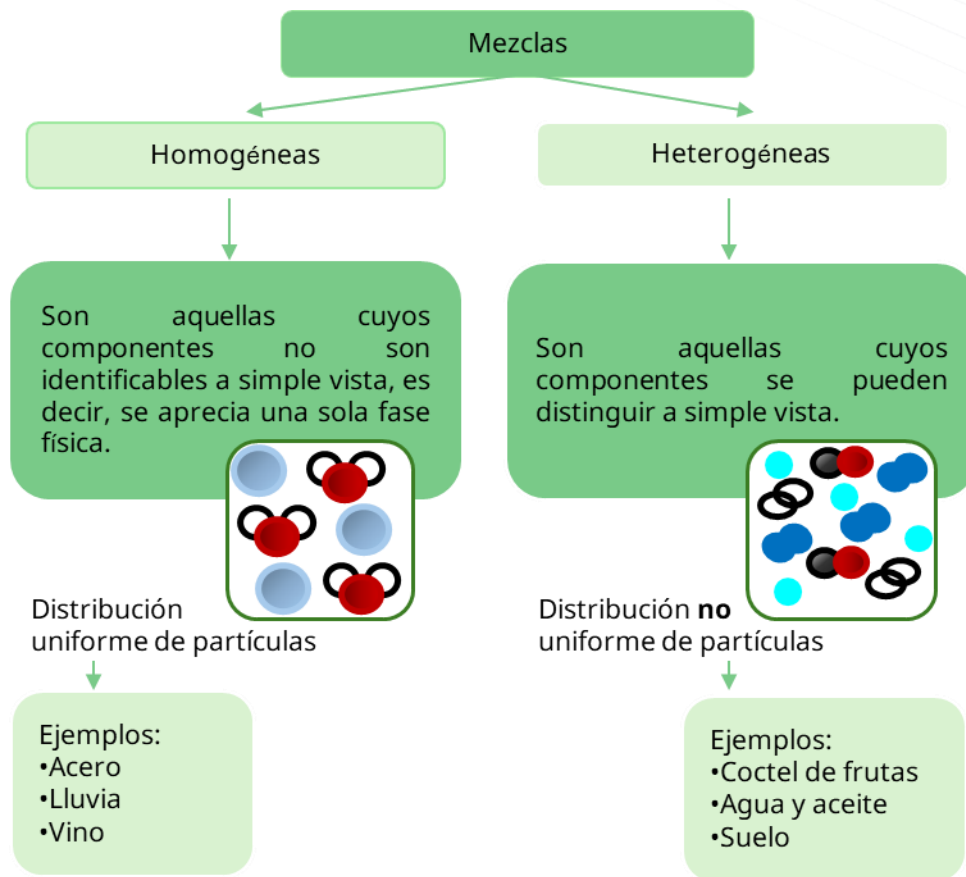 Mezclas
Homogéneas
Heterogéneas
Son aquellas cuyos
componentes no son
identificables a simple vista, es
decir, se aprecia una sola fase
física.
Son aquellas cuyos
componentes se pueden
distinguir a simple vista.
Distribución
uniforme de partículas
Distribución no
uniforme de partículas
Ejemplos:
•Acero
•Lluvia
•Vino
Ejemplos:
•Coctel de frutas
•Agua y aceite
•Suelo